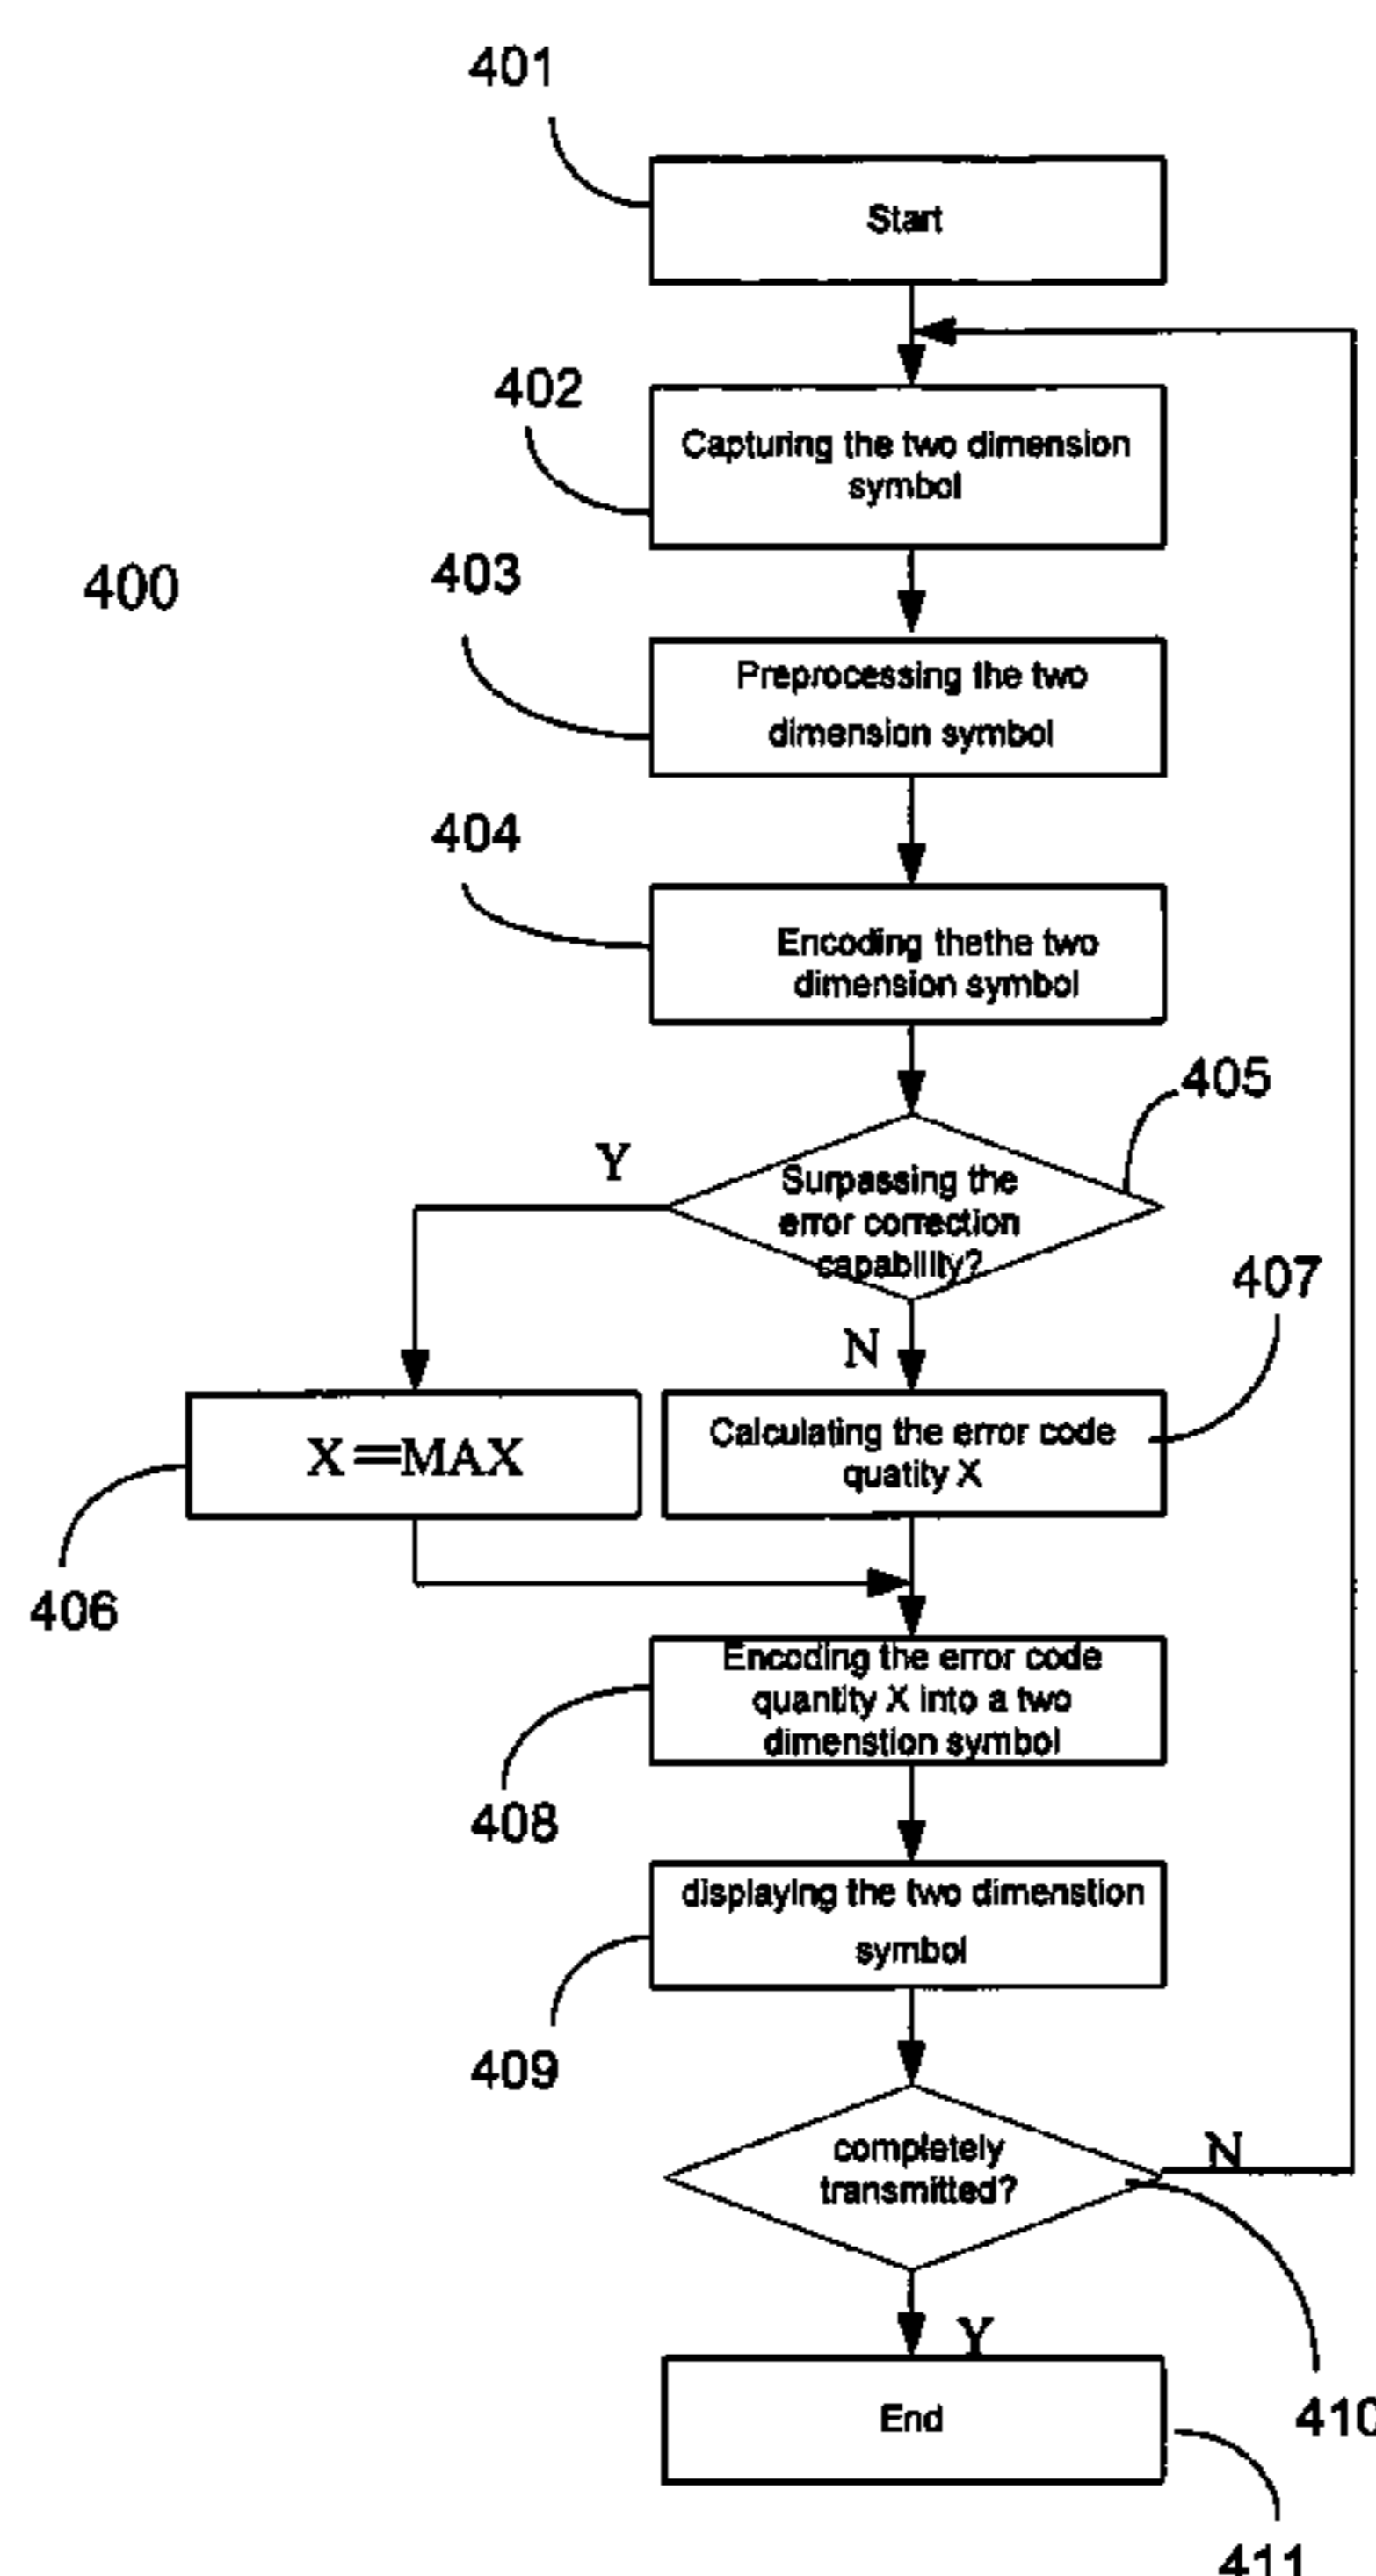 401
Start
402
Capturing the two dimension
symbol
400
403
Preprocessing the two
dimension symbol
404
Encoding thethe two
dimension symbol
405
Y
Surpassing the
error correction
capability?
407
N
X=MAX
Calculating the error code
quatity X
406
Encoding the error code
quantity X into a two
dimenstion symbol
408
displaying the two dimenstion
symbol
409
completely
transmitted?
N
Y
End
410
411